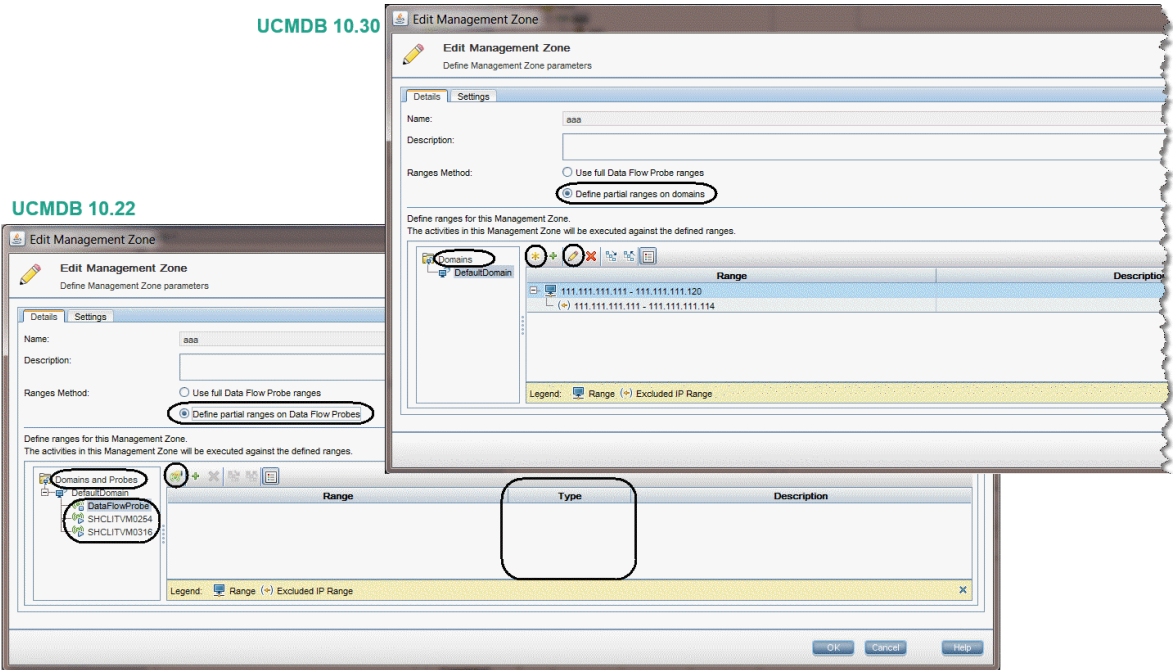 UCMDB 10.30
Edit Management Zone
Edit Management Zone
Define Management Zone parameters
Details Settings
Name: aaa
Description:
Ranges Method: Use full Data Flow Probe ranges
Define partial ranges on domains
Define ranges for this Management Zone.
The activities in this Management Zone will be executed against the defined ranges.
Domains
DefaultDomain
Range
111.111.111.111 - 111.111.111.120
111.111.111.111 - 111.111.111.114
Legend: Range Excluded IP Range
UCMDB 10.22
Edit Management Zone
Edit Management Zone
Define Management Zone parameters
Details Settings
Name: aaa
Description:
Ranges Method: Use full Data Flow Probe ranges
Define partial ranges on Data Flow Probes
Define ranges for this Management Zone.
The activities in this Management Zone will be executed against the defined ranges.
Domains and Probes
DefaultDomain
DataFlowProbe
SHCLITVM0254
SHCLITVM0316
Range Type Description
Legend: Range Excluded IP Range
OK Cancel Help